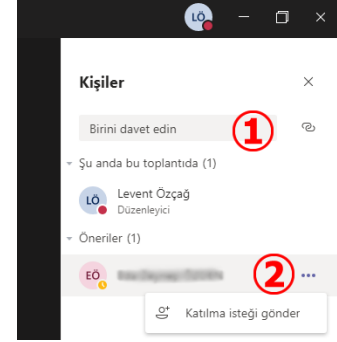 LÖ
Kişiler
Birini davet edin
1
Şu anda bu toplantıda (1)
LÖ
Levent Özçağ
Düzenleyici
Öneriler (1)
EÖ
2
Katılma isteği gönder